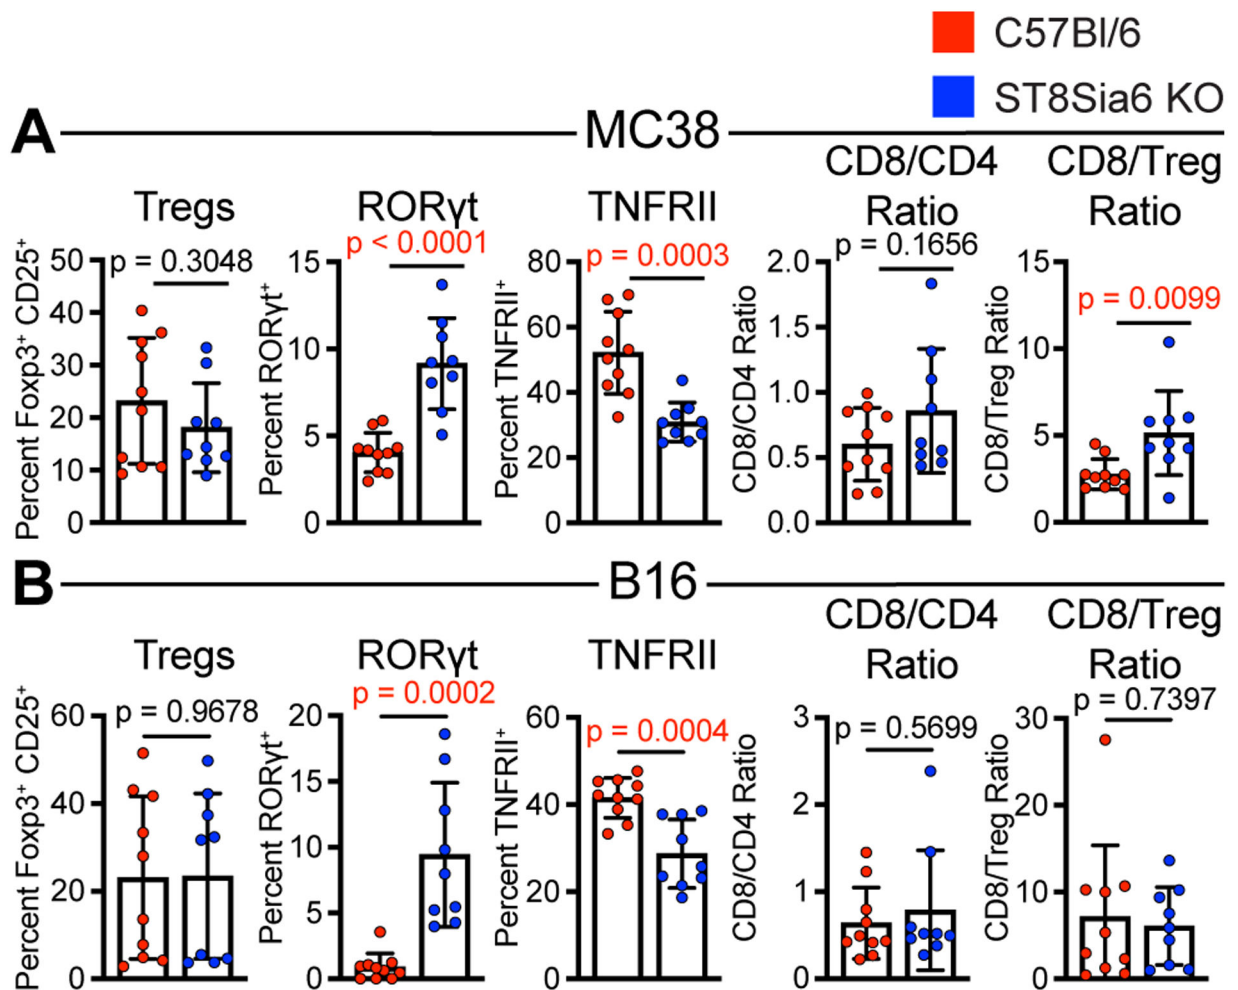 C57Bl/6
ST8Sia6 KO
A
MC38
Tregs
RORγt
TNFRII
CD8/CD4
Ratio
CD8/Treg
Ratio
p = 0.3048
p < 0.0001
p = 0.0003
p = 0.1656
p = 0.0099
Percent Foxp3⁺ CD25⁺
50
40
30
20
10
0
Percent RORγt⁺
15
10
5
0
Percent TNFRII⁺
80
60
40
20
0
CD8/CD4 Ratio
2.0
1.5
1.0
0.5
0.0
CD8/Treg Ratio
15
10
5
0
B
B16
Tregs
RORγt
TNFRII
CD8/CD4
Ratio
CD8/Treg
Ratio
p = 0.9678
p = 0.0002
p = 0.0004
p = 0.5699
p = 0.7397
Percent Foxp3⁺ CD25⁺
60
40
20
0
Percent RORγt⁺
20
15
10
5
0
Percent TNFRII⁺
60
40
20
0
CD8/CD4 Ratio
3
2
1
0
CD8/Treg Ratio
30
20
10
0